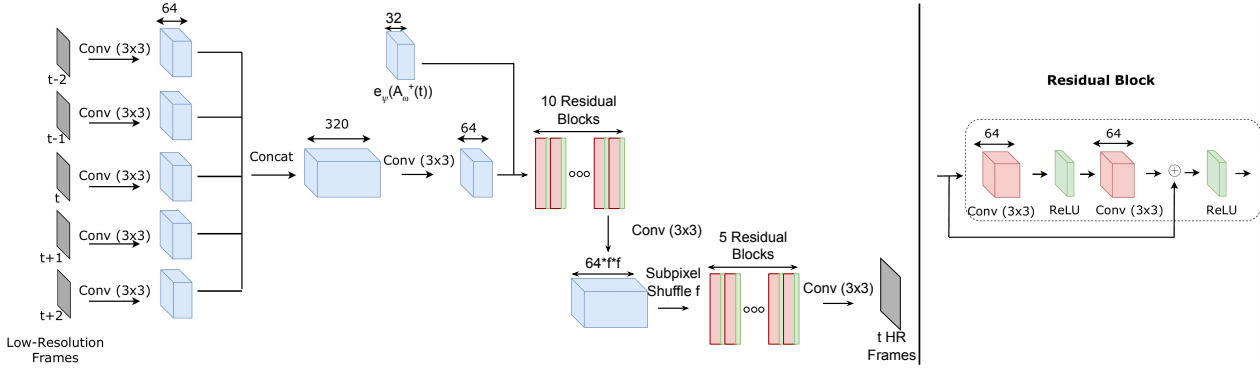 64
Conv (3x3)
t-2
Conv (3x3)
t-1
Conv (3x3)
t
Conv (3x3)
t+1
Conv (3x3)
t+2
Low-Resolution
Frames
Concat
320
Conv (3x3)
32
eψ(Aω+(t))
64
10 Residual
Blocks
Conv (3x3)
64*f*f
Subpixel
Shuffle f
5 Residual
Blocks
Conv (3x3)
t HR
Frames
Residual Block
64
Conv (3x3)
ReLU
64
Conv (3x3)
ReLU